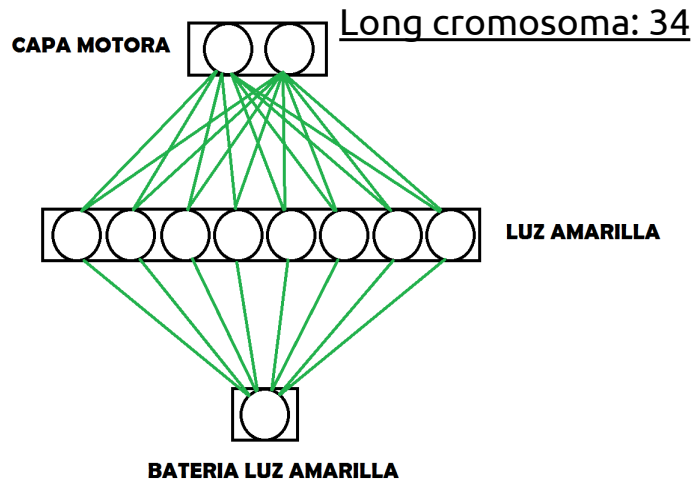 Long cromosoma: 34
CAPA MOTORA
LUZ AMARILLA
BATERIA LUZ AMARILLA